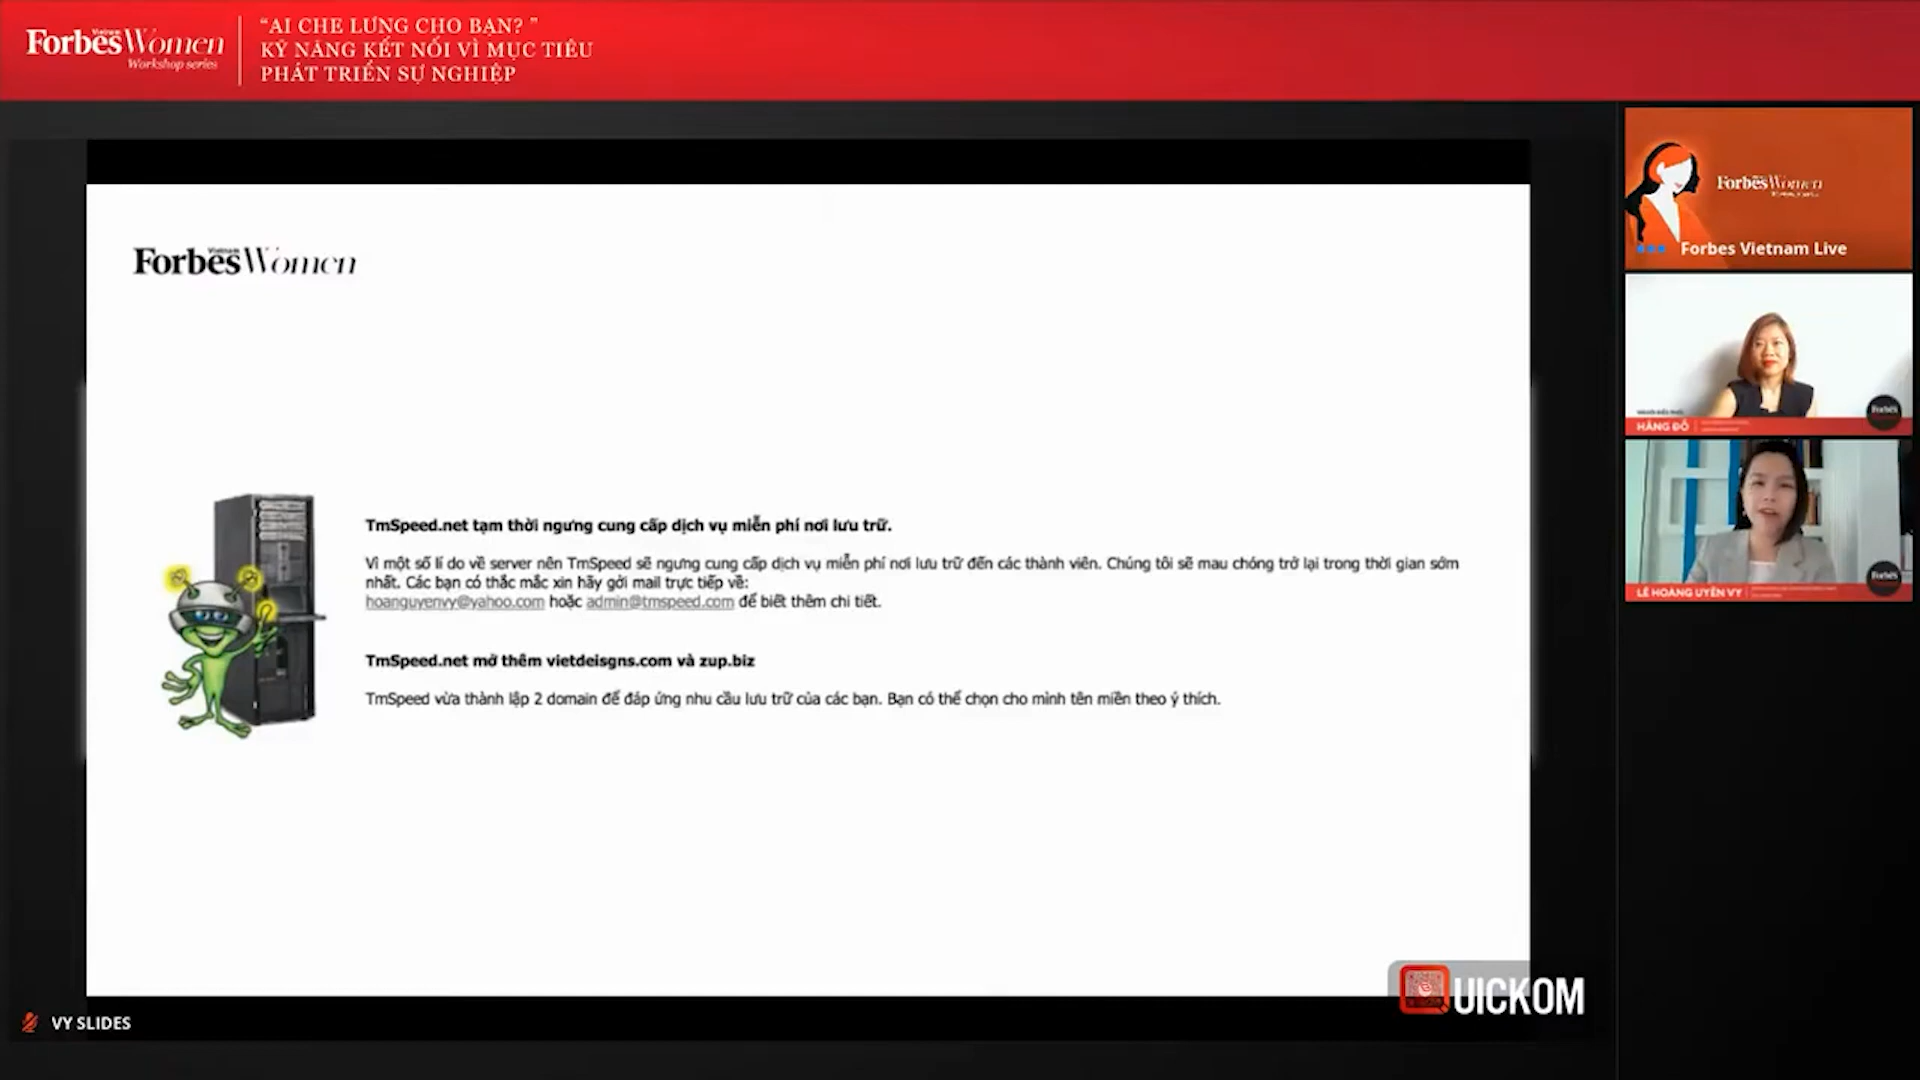 Forbes Women
Vietnam
Workshop series
“AI CHE LƯNG CHO BẠN? ”
KỸ NĂNG KẾT NỐI VÌ MỤC TIÊU
PHÁT TRIỂN SỰ NGHIỆP
Forbes Women
Vietnam
TmSpeed.net tạm thời ngưng cung cấp dịch vụ miễn phí nơi lưu trữ.
Vì một số lí do về server nên TmSpeed sẽ ngưng cung cấp dịch vụ miễn phí nơi lưu trữ đến các thành viên. Chúng tôi sẽ mau chóng trở lại trong thời gian sớm
nhất. Các bạn có thắc mắc xin hãy gởi mail trực tiếp về:
hoanguyenvy@yahoo.com hoặc admin@tmspeed.com để biết thêm chi tiết.
TmSpeed.net mở thêm vietdeisgns.com và zup.biz
TmSpeed vừa thành lập 2 domain để đáp ứng nhu cầu lưu trữ của các bạn. Bạn có thể chọn cho mình tên miền theo ý thích.
UICKOM
VY SLIDES
Forbes Women
Forbes Vietnam Live
HẰNG ĐỖ
Forbes
LÊ HOÀNG UYÊN VY
Forbes